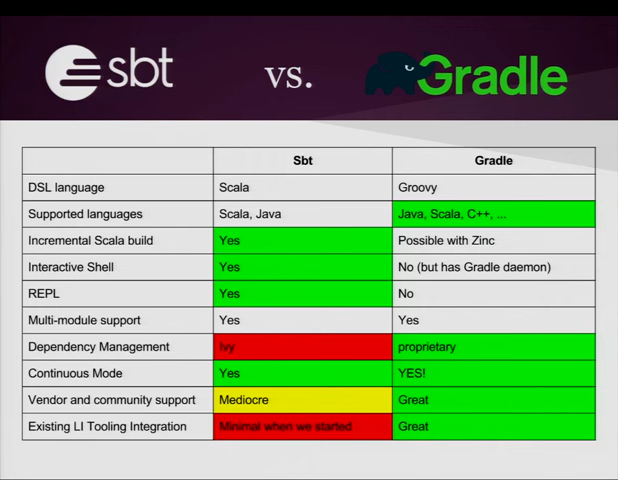 sbt vs. Gradle
Sbt Gradle
DSL language Scala Groovy
Supported languages Scala, Java Java, Scala, C++, ...
Incremental Scala build Yes Possible with Zinc
Interactive Shell Yes No (but has Gradle daemon)
REPL Yes No
Multi-module support Yes Yes
Dependency Management Ivy proprietary
Continuous Mode Yes YES!
Vendor and community support Mediocre Great
Existing LI Tooling Integration Minimal when we started Great